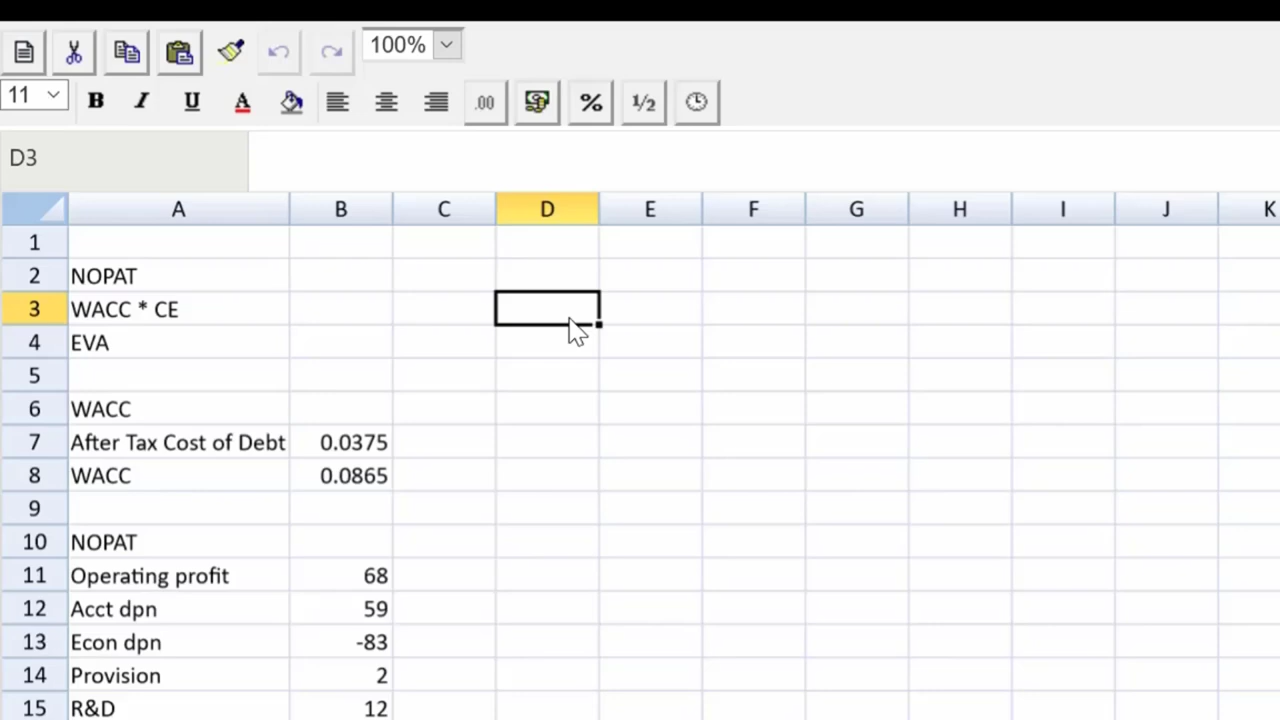 100%
11 B I U A .00 % 1/2
D3
A B C D E F G H I J K
1
2 NOPAT
3 WACC * CE
4 EVA
5
6 WACC
7 After Tax Cost of Debt 0.0375
8 WACC 0.0865
9
10 NOPAT
11 Operating profit 68
12 Acct dpn 59
13 Econ dpn -83
14 Provision 2
15 R&D 12